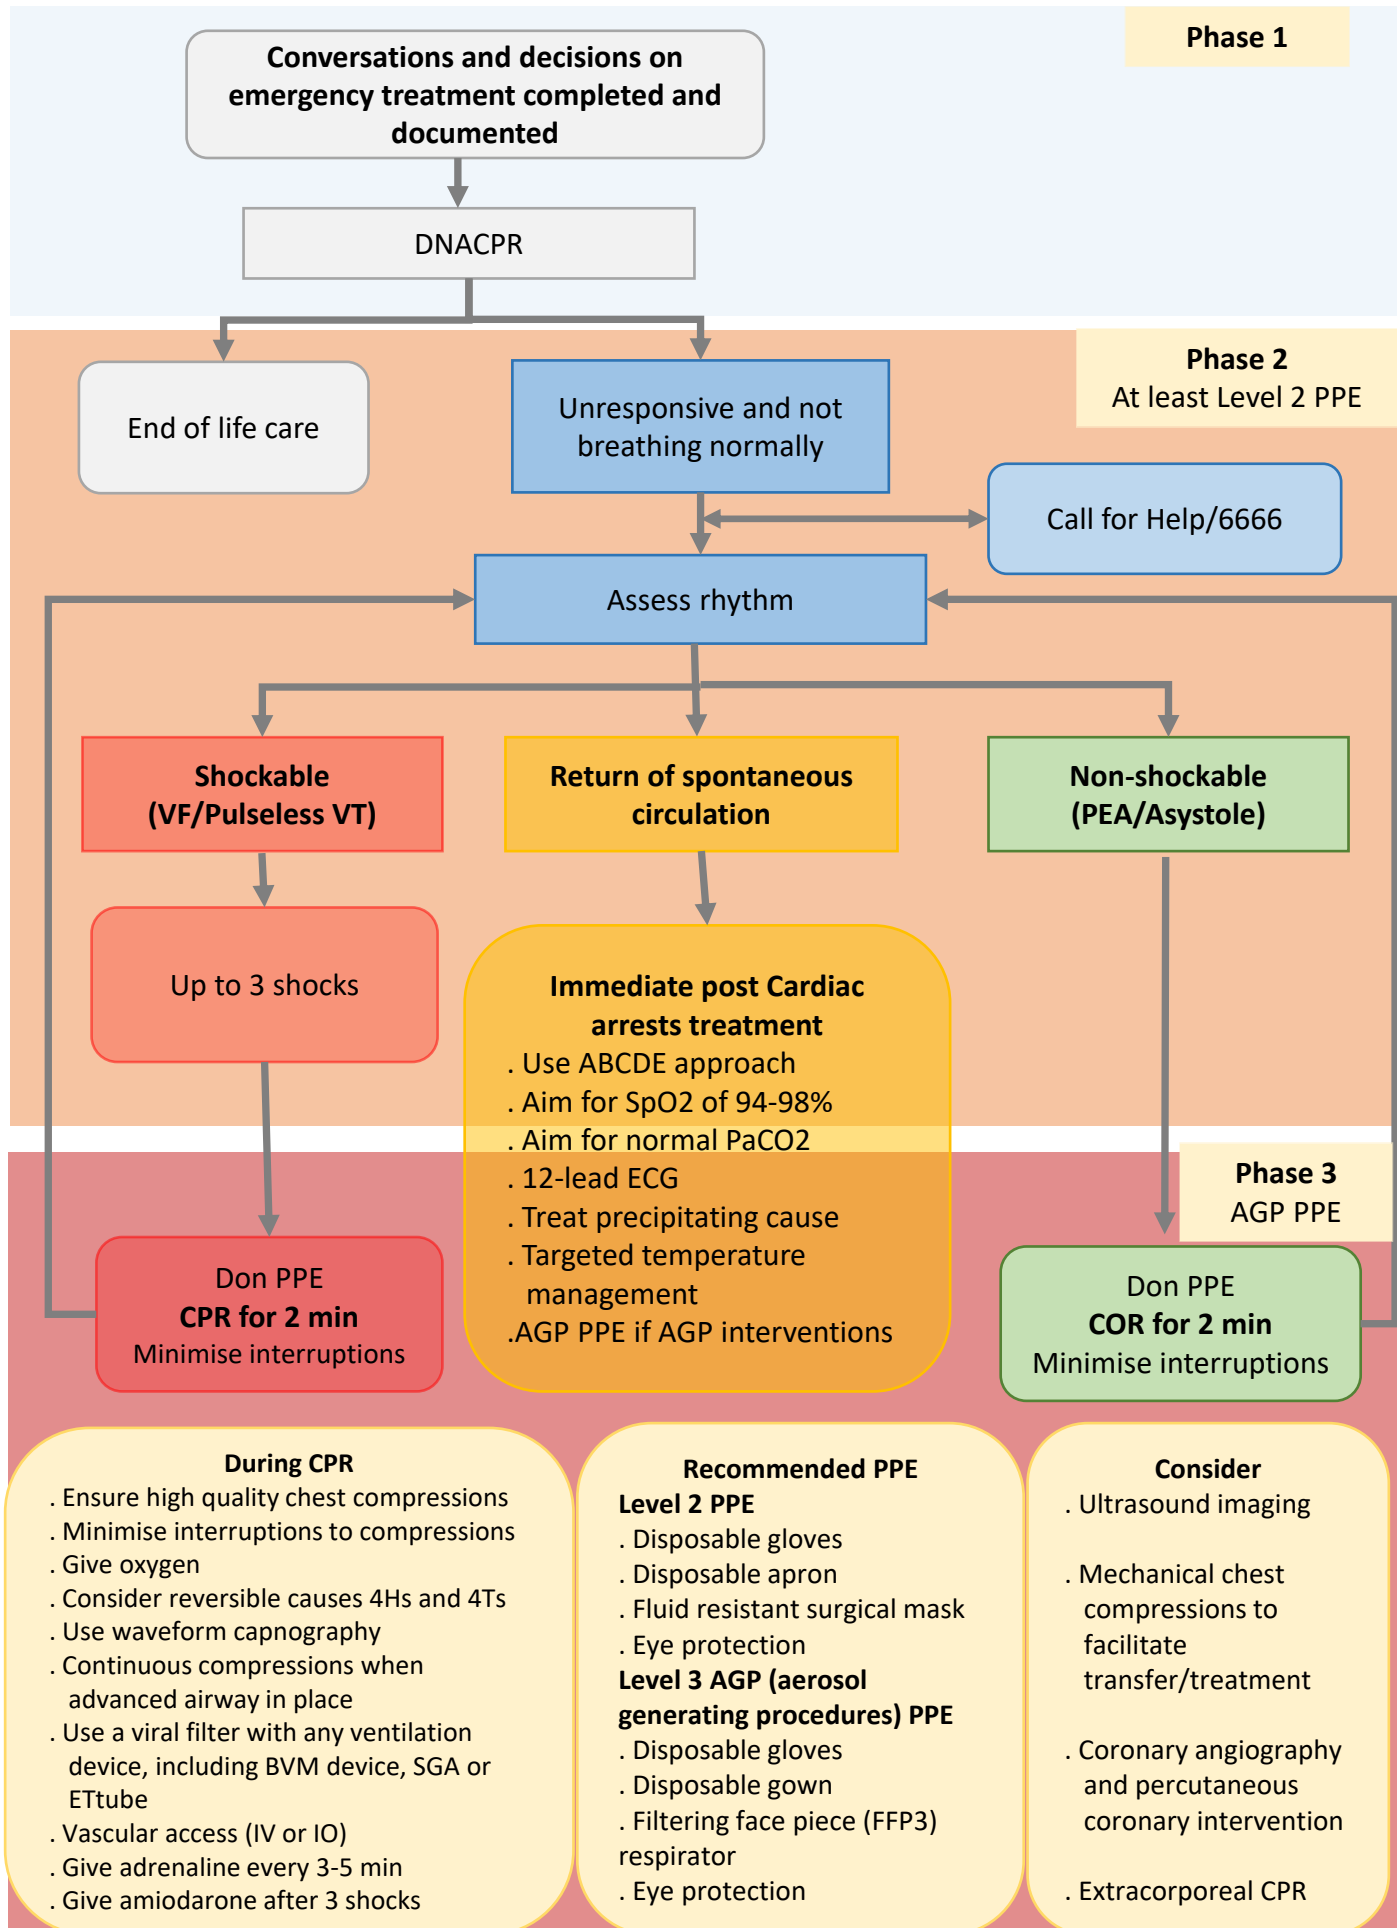 Phase 1
Conversations and decisions on
emergency treatment completed and
documented
DNACPR
Phase 2
At least Level 2 PPE
End of life care
Unresponsive and not
breathing normally
Call for Help/6666
Assess rhythm
Shockable
(VF/Pulseless VT)
Return of spontaneous
circulation
Non-shockable
(PEA/Asystole)
Up to 3 shocks
Immediate post Cardiac
arrests treatment
. Use ABCDE approach
. Aim for SpO2 of 94-98%
. Aim for normal PaCO2
. 12-lead ECG
. Treat precipitating cause
. Targeted temperature
management
.AGP PPE if AGP interventions
Phase 3
AGP PPE
Don PPE
CPR for 2 min
Minimise interruptions
Don PPE
COR for 2 min
Minimise interruptions
During CPR
. Ensure high quality chest compressions
. Minimise interruptions to compressions
. Give oxygen
. Consider reversible causes 4Hs and 4Ts
. Use waveform capnography
. Continuous compressions when
advanced airway in place
. Use a viral filter with any ventilation
device, including BVM device, SGA or
ETtube
. Vascular access (IV or IO)
. Give adrenaline every 3-5 min
. Give amiodarone after 3 shocks
Recommended PPE
Level 2 PPE
. Disposable gloves
. Disposable apron
. Fluid resistant surgical mask
. Eye protection
Level 3 AGP (aerosol
generating procedures) PPE
. Disposable gloves
. Disposable gown
. Filtering face piece (FFP3)
respirator
. Eye protection
Consider
. Ultrasound imaging
. Mechanical chest
compressions to
facilitate
transfer/treatment
. Coronary angiography
and percutaneous
coronary intervention
. Extracorporeal CPR